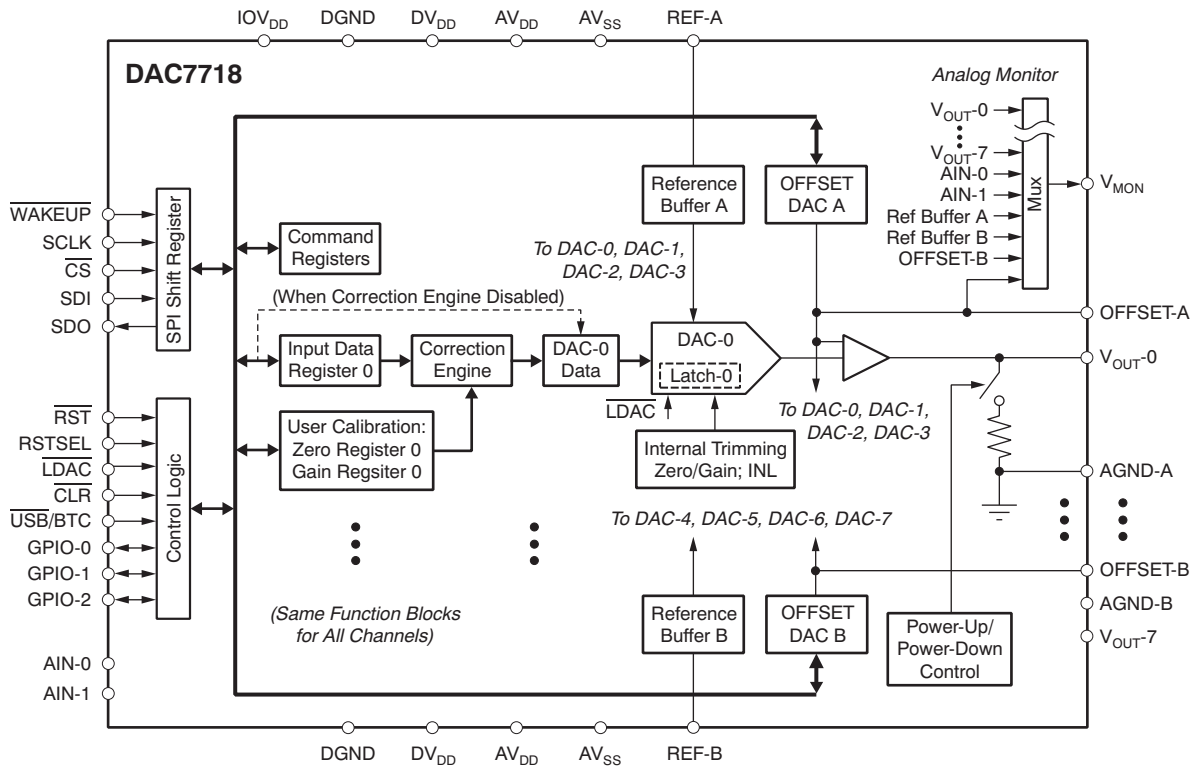 IOVDD DGND DVDD AVDD AVSS REF-A
DAC7718
Analog Monitor
VOUT-0
VOUT-7
AIN-0
AIN-1
Ref Buffer A
Ref Buffer B
OFFSET-B
Mux
VMON
WAKEUP
SCLK
CS
SDI
SDO
SPI Shift Register
Command
Registers
Reference
Buffer A
OFFSET
DAC A
To DAC-0, DAC-1,
DAC-2, DAC-3
(When Correction Engine Disabled)
OFFSET-A
Input Data
Register 0
Correction
Engine
DAC-0
Data
DAC-0
Latch-0
VOUT-0
LDAC
To DAC-0, DAC-1,
DAC-2, DAC-3
RST
RSTSEL
LDAC
CLR
USB/BTC
GPIO-0
GPIO-1
GPIO-2
Control Logic
User Calibration:
Zero Register 0
Gain Regsiter 0
Internal Trimming
Zero/Gain; INL
AGND-A
To DAC-4, DAC-5, DAC-6, DAC-7
OFFSET-B
(Same Function Blocks
for All Channels)
Reference
Buffer B
OFFSET
DAC B
Power-Up/
Power-Down
Control
AGND-B
VOUT-7
AIN-0
AIN-1
DGND DVDD AVDD AVSS REF-B